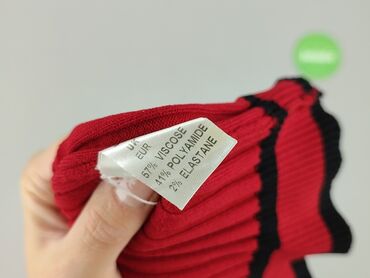 EUR
57% VISCOSE
41% POLYAMIDE
2% ELASTANE